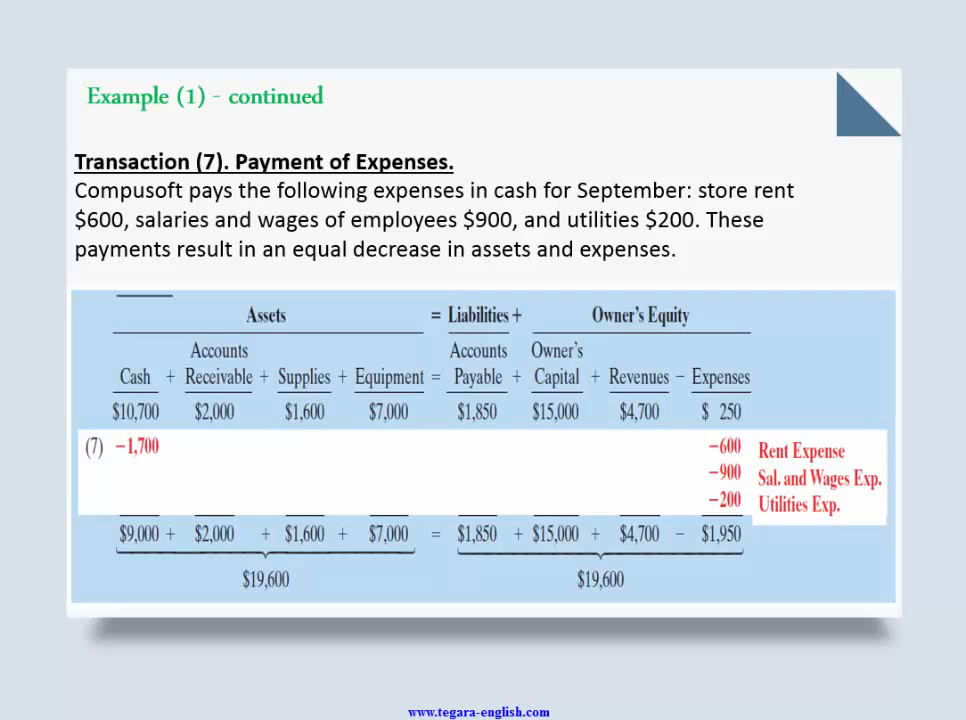 Example (1) - continued
Transaction (7). Payment of Expenses.
Compusoft pays the following expenses in cash for September: store rent
$600, salaries and wages of employees $900, and utilities $200. These
payments result in an equal decrease in assets and expenses.
Assets = Liabilities + Owner's Equity
Accounts Accounts Owner's
Cash + Receivable + Supplies + Equipment = Payable + Capital + Revenues − Expenses
$10,700 $2,000 $1,600 $7,000 $1,850 $15,000 $4,700 $ 250
(7) −1,700 −600 Rent Expense
−900 Sal. and Wages Exp.
−200 Utilities Exp.
$9,000 + $2,000 + $1,600 + $7,000 = $1,850 + $15,000 + $4,700 − $1,950
$19,600 $19,600
www.tegara-english.com